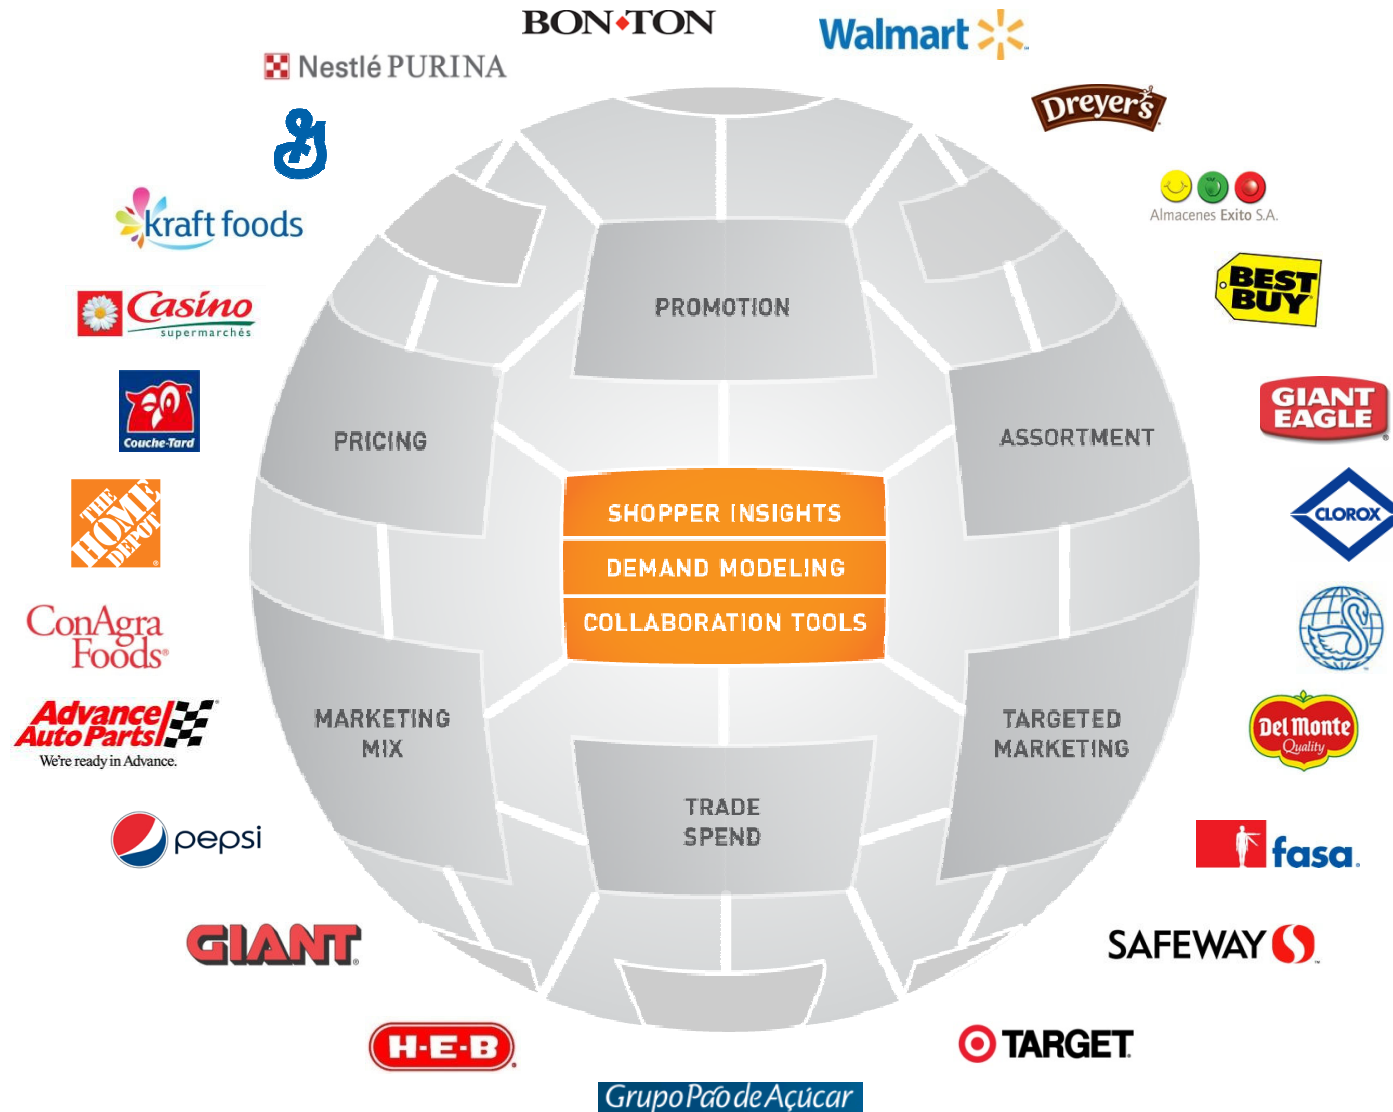 BON•TON
Walmart
Nestlé PURINA
Dreyer's
kraft foods
Almacenes Exito S.A.
Casino
supermarchés
BEST
BUY
PROMOTION
Couche-Tard
GIANT
EAGLE
PRICING
ASSORTMENT
THE
HOME
DEPOT
CLOROX
SHOPPER INSIGHTS
DEMAND MODELING
COLLABORATION TOOLS
ConAgra
Foods®
Advance
Auto Parts
We're ready in Advance.
MARKETING
MIX
TARGETED
MARKETING
Del Monte
Quality
TRADE
SPEND
pepsi
fasa
GIANT
SAFEWAY
H-E-B
TARGET
Grupo Pão de Açúcar